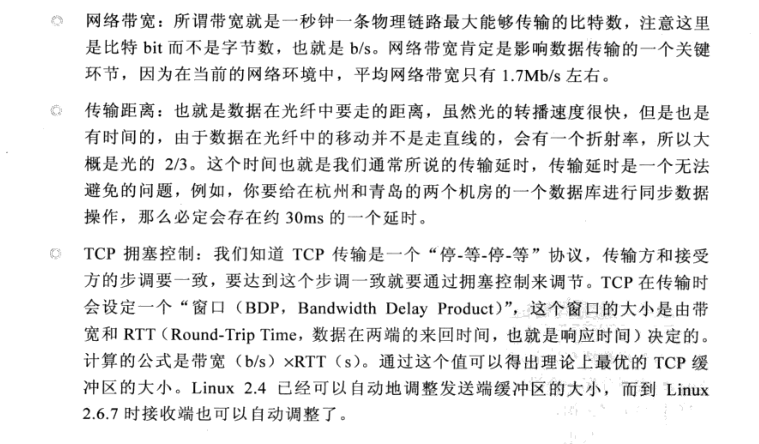 网络带宽：所谓带宽就是一秒钟一条物理链路最大能够传输的比特数，注意这里
是比特 bit 而不是字节数，也就是 b/s。网络带宽肯定是影响数据传输的一个关键
环节，因为在当前的网络环境中，平均网络带宽只有 1.7Mb/s 左右。
传输距离：也就是数据在光纤中要走的距离，虽然光的转播速度很快，但是也是
有时间的，由于数据在光纤中的移动并不是走直线的，会有一个折射率，所以大
概是光的 2/3。这个时间也就是我们通常所说的传输延时，传输延时是一个无法
避免的问题，例如，你要给在杭州和青岛的两个机房的一个数据库进行同步数据
操作，那么必定会存在约 30ms 的一个延时。
TCP 拥塞控制：我们知道 TCP 传输是一个“停-等-停-等”协议，传输方和接受
方的步调要一致，要达到这个步调一致就要通过拥塞控制来调节。TCP 在传输时
会设定一个“窗口（BDP，Bandwidth Delay Product）”，这个窗口的大小是由带
宽和 RTT（Round-Trip Time，数据在两端的来回时间，也就是响应时间）决定的。
计算的公式是带宽（b/s）×RTT（s）。通过这个值可以得出理论上最优的 TCP 缓
冲区的大小。Linux 2.4 已经可以自动地调整发送端缓冲区的大小，而到 Linux
2.6.7 时接收端也可以自动调整了。